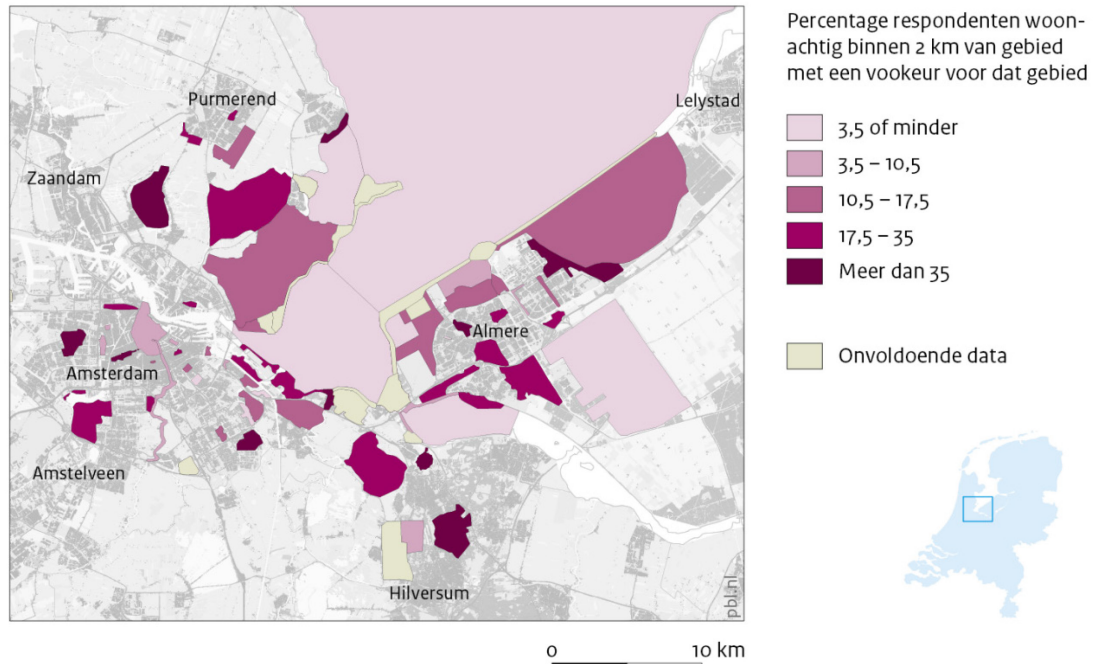 Purmerend
Lelystad
Zaandam
Almere
Amsterdam
Amstelveen
Hilversum
pbl.nl
0 10 km
Percentage respondenten woon-
achtig binnen 2 km van gebied
met een vookeur voor dat gebied
3,5 of minder
3,5 – 10,5
10,5 – 17,5
17,5 – 35
Meer dan 35
Onvoldoende data